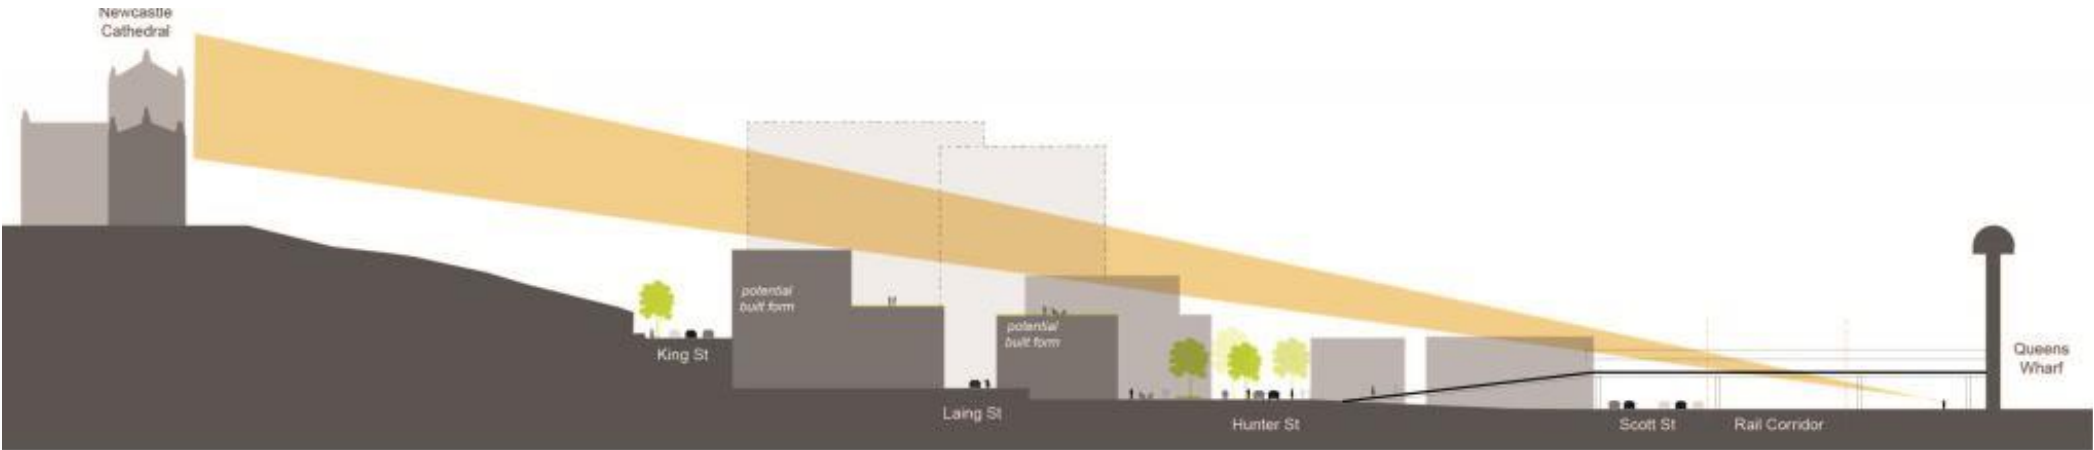 Newcastle
Cathedral
potential
built form
potential
built form
King St
Laing St
Hunter St
Scott St
Rail Corridor
Queens
Wharf